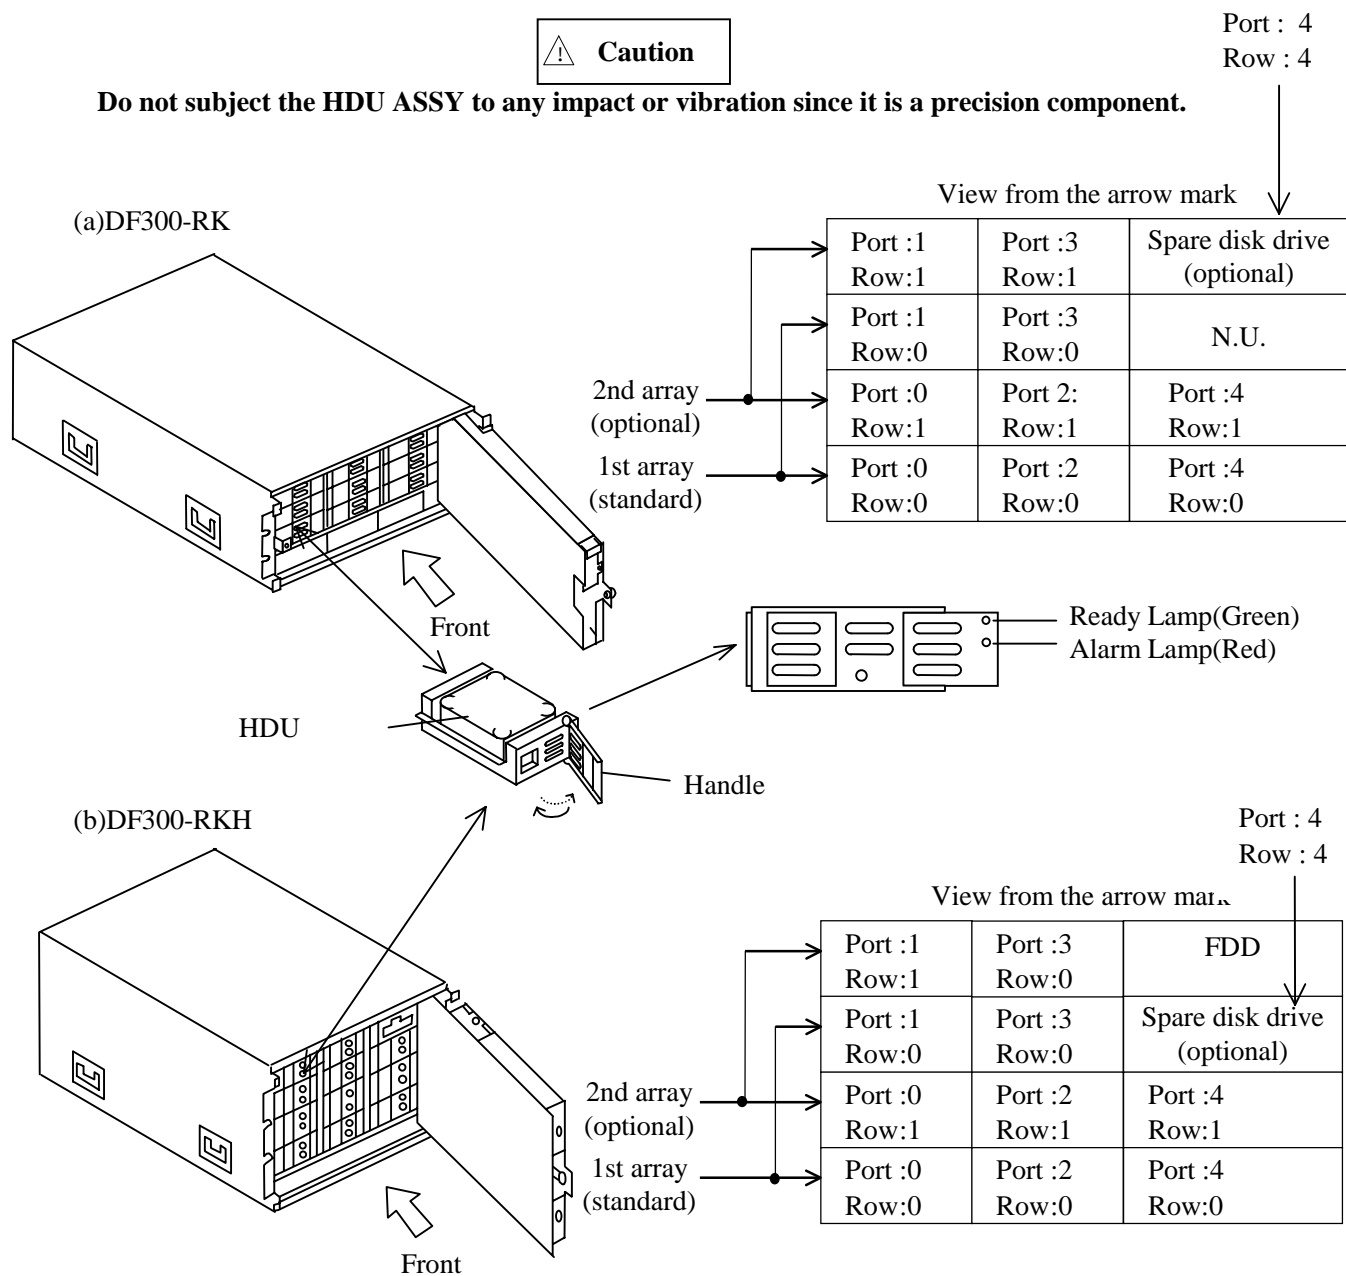 Port : 4
Row : 4
Caution
Do not subject the HDU ASSY to any impact or vibration since it is a precision component.
View from the arrow mark
(a)DF300-RK
Port :1 Port :3 Spare disk drive
Row:1 Row:1 (optional)
Port :1 Port :3 N.U.
Row:0 Row:0
2nd array Port :0 Port 2: Port :4
(optional) Row:1 Row:1 Row:1
1st array Port :0 Port :2 Port :4
(standard) Row:0 Row:0 Row:0
Front
Ready Lamp(Green)
Alarm Lamp(Red)
HDU
Handle
(b)DF300-RKH
Port : 4
Row : 4
View from the arrow mark
Port :1 Port :3 FDD
Row:1 Row:0
Port :1 Port :3 Spare disk drive
Row:0 Row:0 (optional)
2nd array Port :0 Port :2 Port :4
(optional) Row:1 Row:1 Row:1
1st array Port :0 Port :2 Port :4
(standard) Row:0 Row:0 Row:0
Front